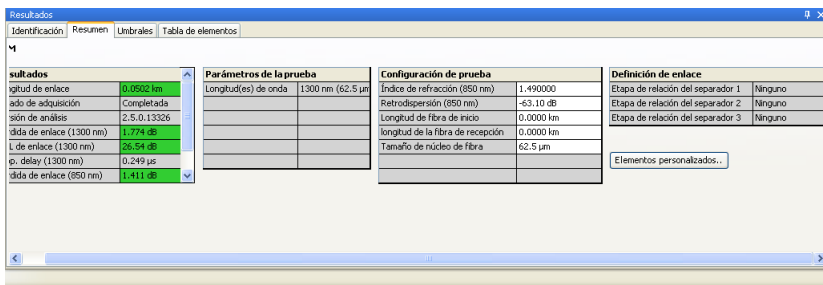 Resultados
Identificación Resumen Umbrales Tabla de elementos
sultados
ngitud de enlace 0.0502 km
ado de adquisición Completada
rsión de análisis 2.5.0.13326
rdida de enlace (1300 nm) 1.774 dB
L de enlace (1300 nm) 26.54 dB
op. delay (1300 nm) 0.249 µs
rdida de enlace (850 nm) 1.411 dB
Parámetros de la prueba
Longitud(es) de onda 1300 nm (62.5 µm
Configuración de prueba
Índice de refracción (850 nm) 1.490000
Retrodispersión (850 nm) -63.10 dB
Longitud de fibra de inicio 0.0000 km
longitud de la fibra de recepción 0.0000 km
Tamaño de núcleo de fibra 62.5 µm
Definición de enlace
Etapa de relación del separador 1 Ninguno
Etapa de relación del separador 2 Ninguno
Etapa de relación del separador 3 Ninguno
Elementos personalizados..